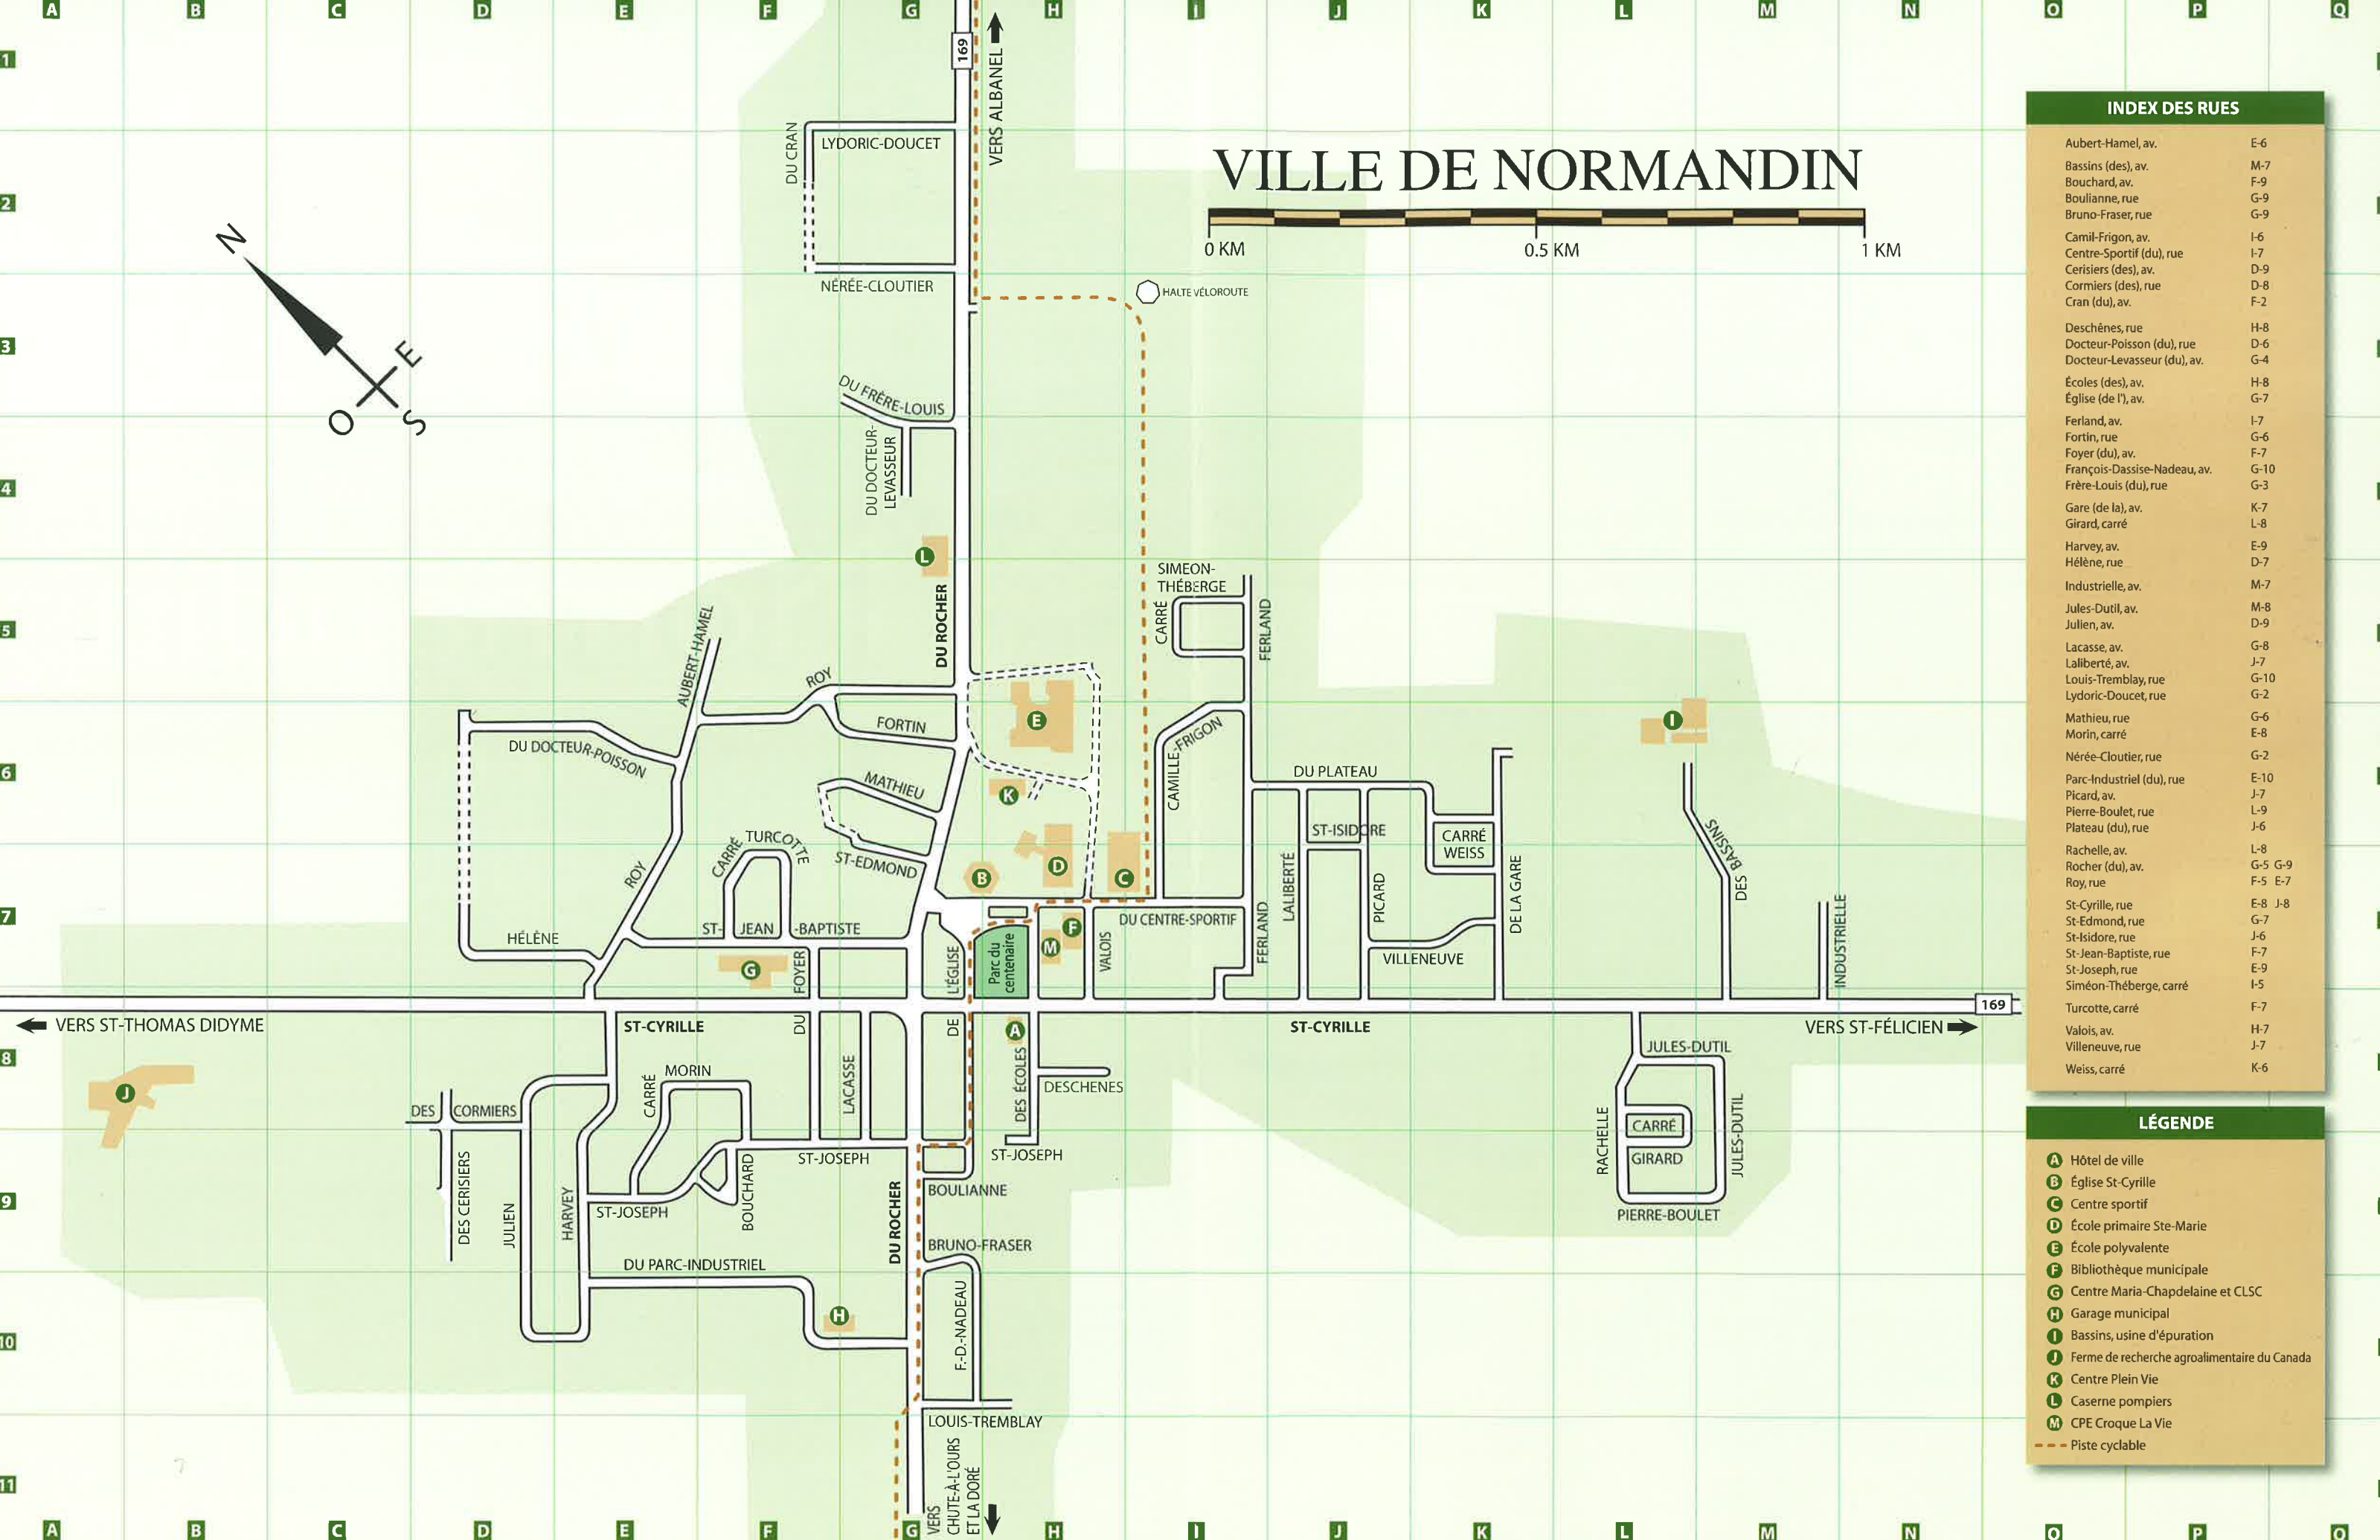 A B C D E F G H I J K L M N O P Q
1
2
3
4
5
6
7
8
9
10
11
169
VERS ALBANEL
DU CRAN
LYDORIC-DOUCET
NÉRÉE-CLOUTIER
VILLE DE NORMANDIN
0 KM 0.5 KM 1 KM
HALTE VÉLOROUTE
N
E
O
S
DU FRÈRE-LOUIS
DU DOCTEUR-
LEVASSEUR
L
DU ROCHER
SIMEON-
THÉBERGE
CARRÉ
FERLAND
AUBERT-HAMEL
ROY
FORTIN
E
I
DU DOCTEUR-POISSON
CAMILLE-FRIGON
DU PLATEAU
MATHIEU
K
ST-ISIDORE
CARRÉ
WEISS
CARRÉ TURCOTTE
ST-EDMOND
DES BASSINS
ROY
B
D
C
LALIBERTÉ
PICARD
DE LA GARE
ST- JEAN -BAPTISTE
DU CENTRE-SPORTIF
F
M
VALOIS
FERLAND
INDUSTRIELLE
HÉLÈNE
G
DU FOYER
DE L'ÉGLISE
Parc du
centenaire
VILLENEUVE
169
VERS ST-THOMAS DIDYME
ST-CYRILLE
A
ST-CYRILLE
VERS ST-FÉLICIEN
J
CARRÉ MORIN
LACASSE
DES ÉCOLES
DESCHENES
JULES-DUTIL
DES CORMIERS
RACHELLE
CARRÉ
GIRARD
JULES-DUTIL
ST-JOSEPH
ST-JOSEPH
DES CERISIERS
JULIEN
HARVEY
ST-JOSEPH
BOUCHARD
DU ROCHER
BOULIANNE
PIERRE-BOULET
BRUNO-FRASER
DU PARC-INDUSTRIEL
H
F.-D.-NADEAU
LOUIS-TREMBLAY
VERS
CHUTE-À-L'OURS
ET LA DORÉ
A B C D E F G H I J K L M N O P Q
INDEX DES RUES
Aubert-Hamel, av. E-6
Bassins (des), av. M-7
Bouchard, av. F-9
Boulianne, rue G-9
Bruno-Fraser, rue G-9
Camil-Frigon, av. I-6
Centre-Sportif (du), rue I-7
Cerisiers (des), av. D-9
Cormiers (des), rue D-8
Cran (du), av. F-2
Deschênes, rue H-8
Docteur-Poisson (du), rue D-6
Docteur-Levasseur (du), av. G-4
Écoles (des), av. H-8
Église (de l'), av. G-7
Ferland, av. I-7
Fortin, rue G-6
Foyer (du), av. F-7
François-Dassise-Nadeau, av. G-10
Frère-Louis (du), rue G-3
Gare (de la), av. K-7
Girard, carré L-8
Harvey, av. E-9
Hélène, rue D-7
Industrielle, av. M-7
Jules-Dutil, av. M-8
Julien, av. D-9
Lacasse, av. G-8
Laliberté, av. J-7
Louis-Tremblay, rue G-10
Lydoric-Doucet, rue G-2
Mathieu, rue G-6
Morin, carré E-8
Nérée-Cloutier, rue G-2
Parc-Industriel (du), rue E-10
Picard, av. J-7
Pierre-Boulet, rue L-9
Plateau (du), rue J-6
Rachelle, av. L-8
Rocher (du), av. G-5 G-9
Roy, rue F-5 E-7
St-Cyrille, rue E-8 J-8
St-Edmond, rue G-7
St-Isidore, rue J-6
St-Jean-Baptiste, rue F-7
St-Joseph, rue E-9
Siméon-Théberge, carré I-5
Turcotte, carré F-7
Valois, av. H-7
Villeneuve, rue J-7
Weiss, carré K-6
LÉGENDE
A Hôtel de ville
B Église St-Cyrille
C Centre sportif
D École primaire Ste-Marie
E École polyvalente
F Bibliothèque municipale
G Centre Maria-Chapdelaine et CLSC
H Garage municipal
I Bassins, usine d'épuration
J Ferme de recherche agroalimentaire du Canada
K Centre Plein Vie
L Caserne pompiers
M CPE Croque La Vie
Piste cyclable